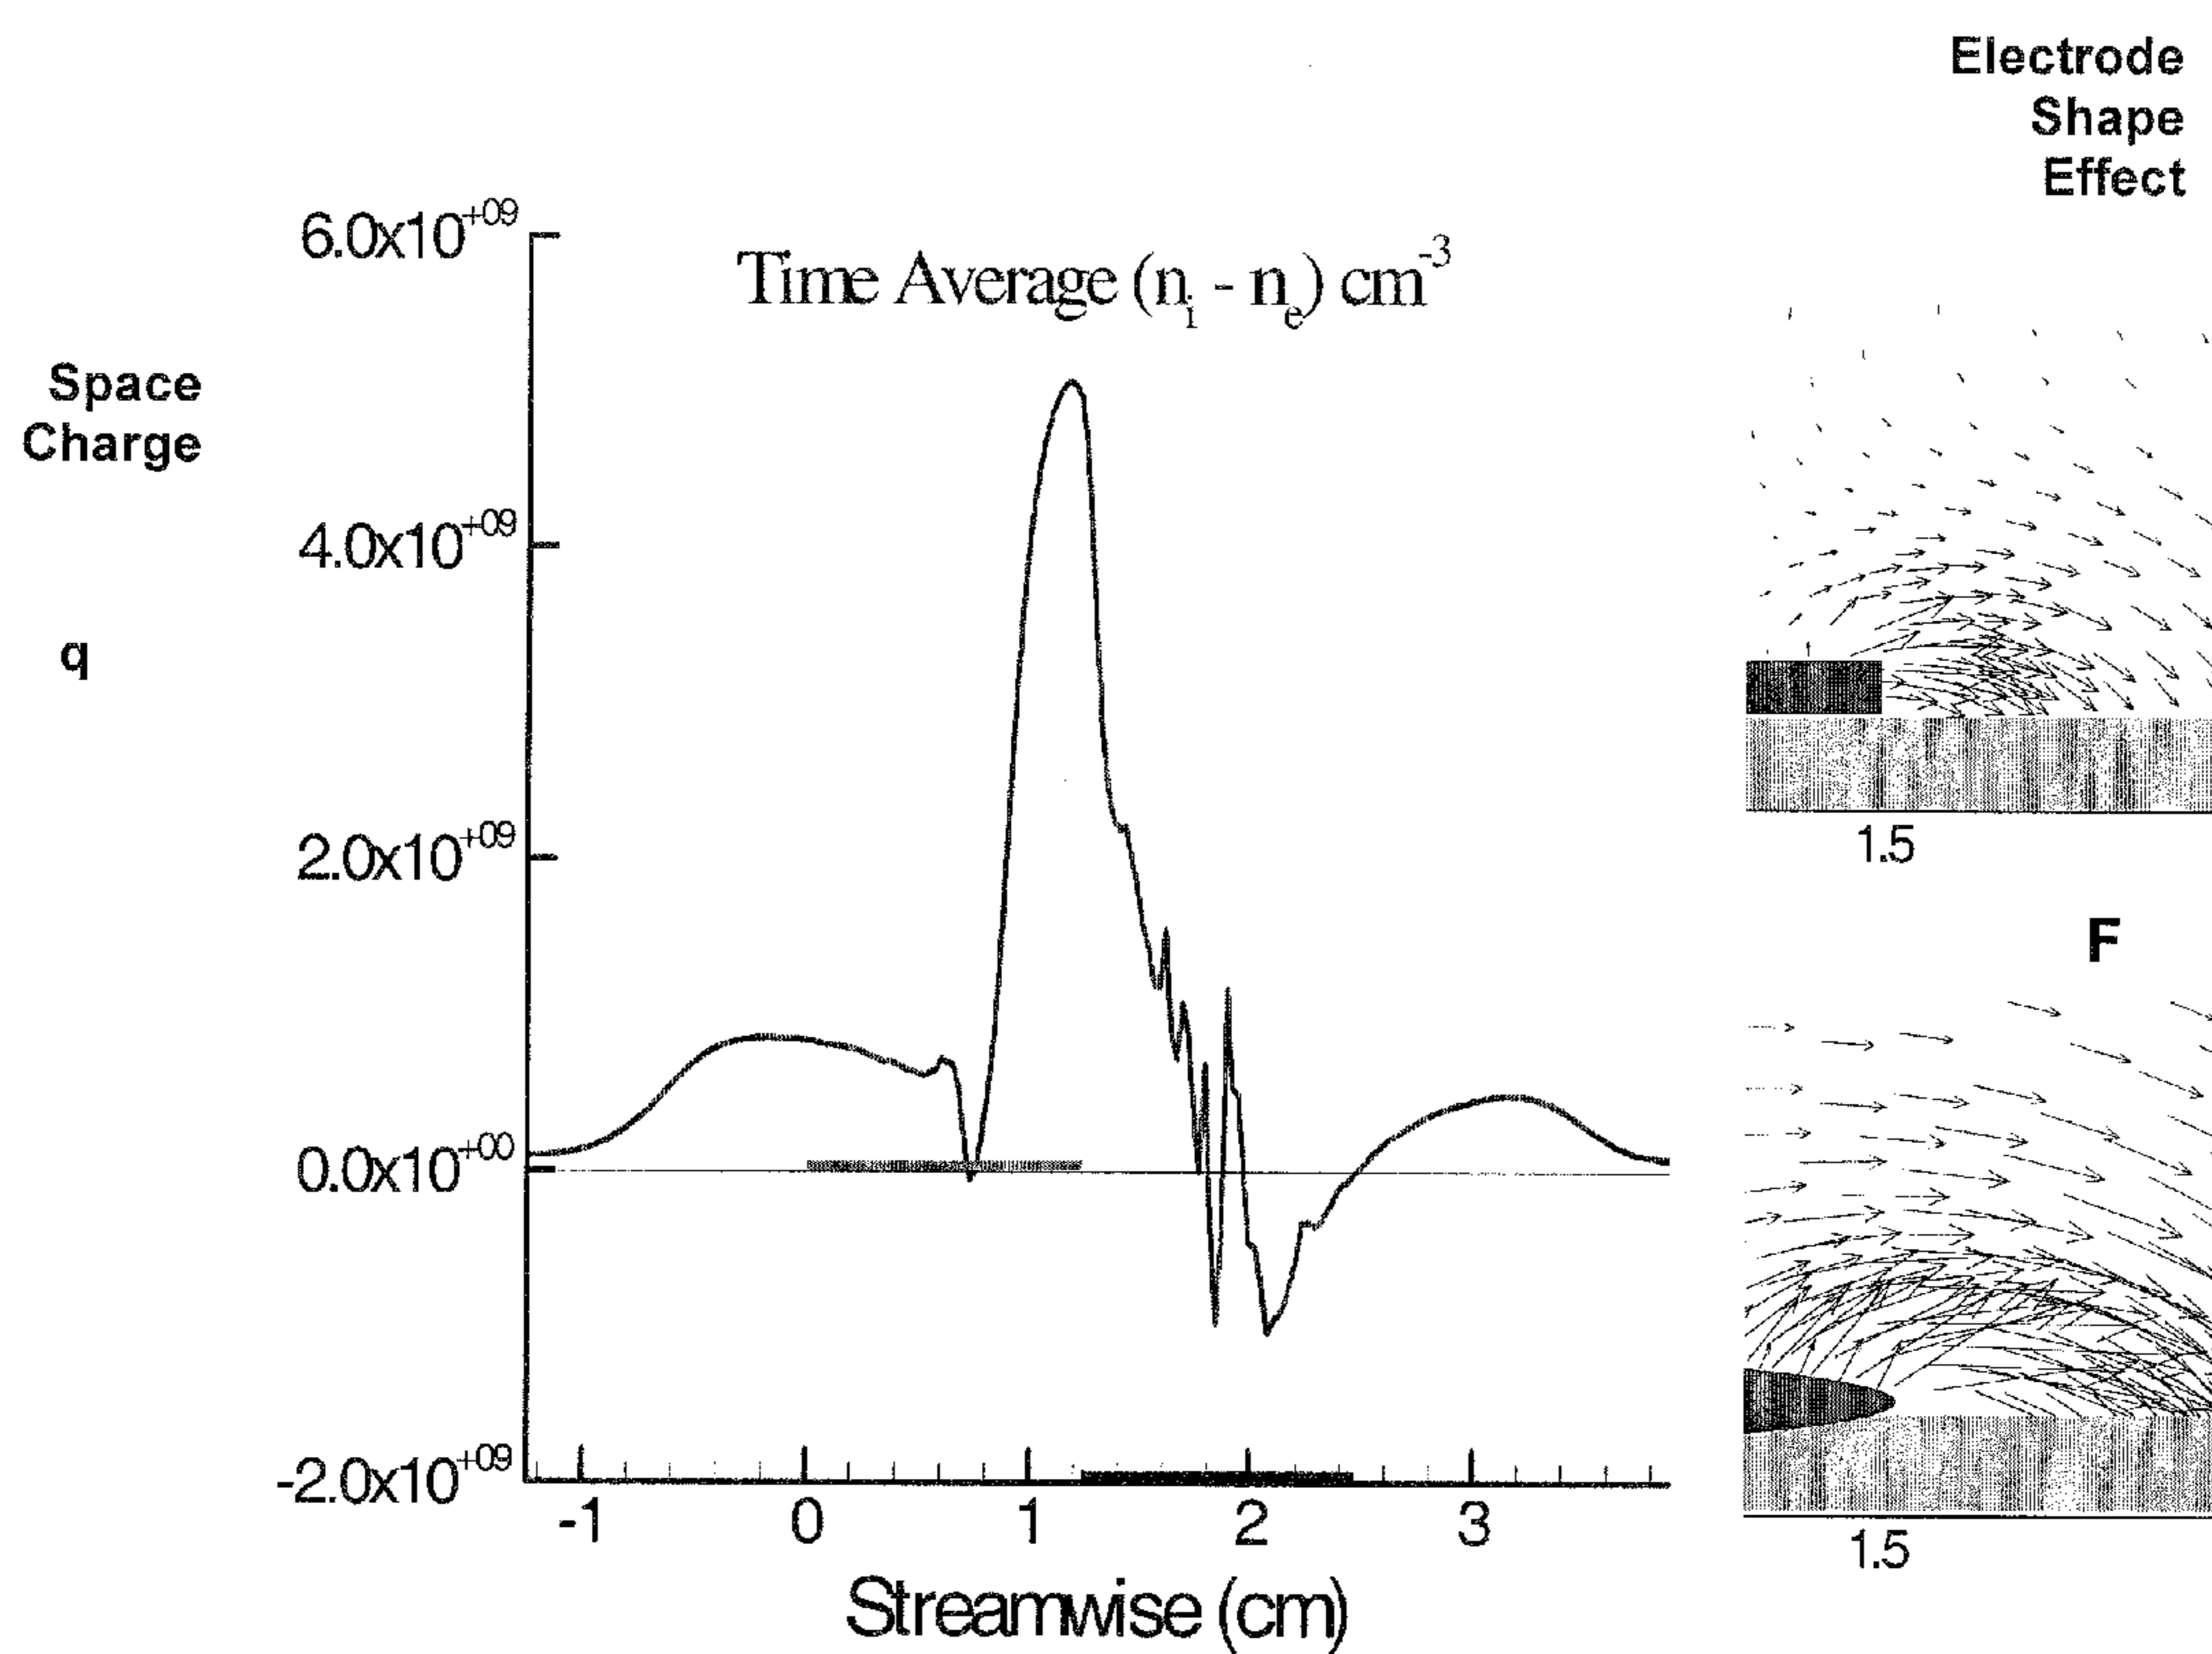 Electrode
Shape
Effect
6.0x10+09
Time Average (ni - ne) cm-3
Space
Charge
4.0x10+09
q
2.0x10+09
1.5
F
0.0x10+00
-2.0x10+09
-1 0 1 2 3
1.5
Streamwise (cm)